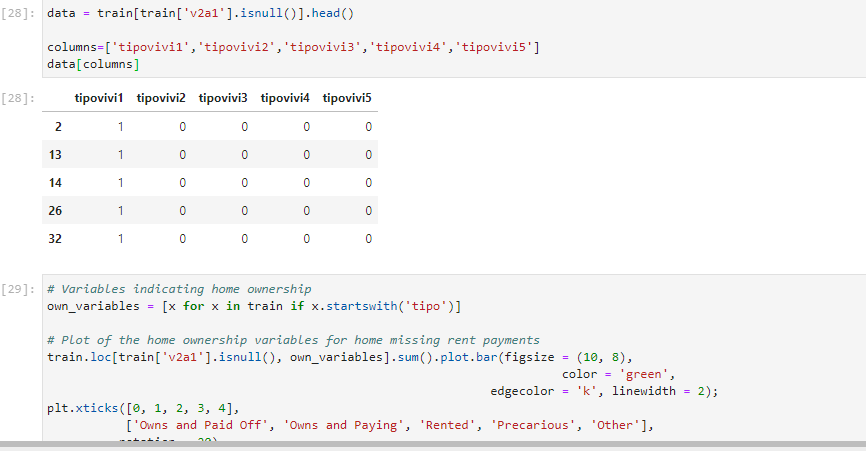 [28]: data = train[train['v2a1'].isnull()].head()
columns=['tipovivi1','tipovivi2','tipovivi3','tipovivi4','tipovivi5']
data[columns]
[28]: tipovivi1 tipovivi2 tipovivi3 tipovivi4 tipovivi5
2 1 0 0 0 0
13 1 0 0 0 0
14 1 0 0 0 0
26 1 0 0 0 0
32 1 0 0 0 0
[29]: # Variables indicating home ownership
own_variables = [x for x in train if x.startswith('tipo')]
# Plot of the home ownership variables for home missing rent payments
train.loc[train['v2a1'].isnull(), own_variables].sum().plot.bar(figsize = (10, 8),
color = 'green',
edgecolor = 'k', linewidth = 2);
plt.xticks([0, 1, 2, 3, 4],
['Owns and Paid Off', 'Owns and Paying', 'Rented', 'Precarious', 'Other'],